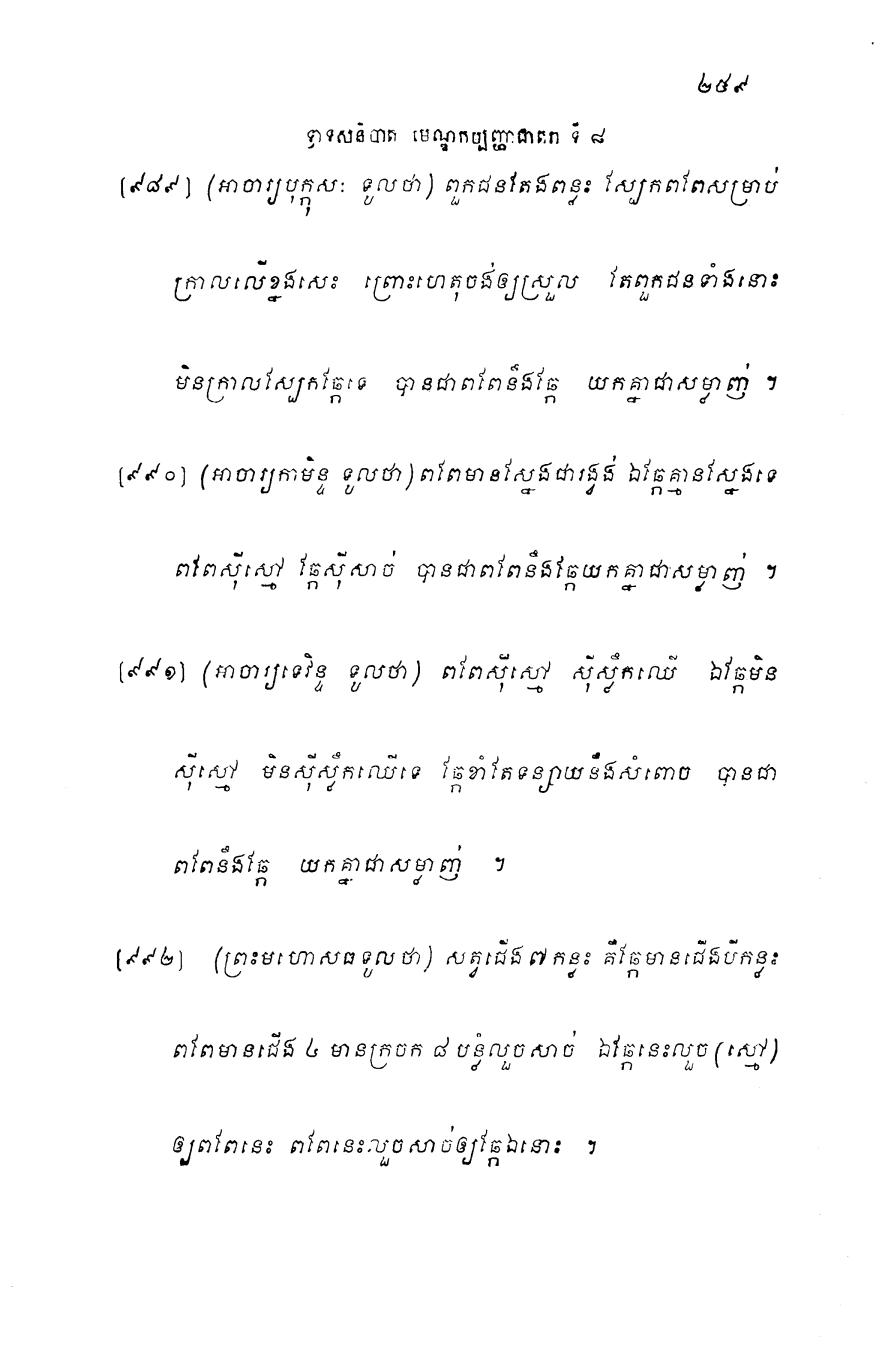 ២៥៩
ទ្វាទសនិបាត មេណ្ឌកប្បញ្ហាជាតក ទី ៨
[៩៨៩] (អាចារ្យបុក្កុសៈ ទូលថា) ពួកជនតែងពន្លះ ស្បែកពពែសម្រាប់
ក្រាលលើខ្នងសេះ ព្រោះហេតុចង់ឲ្យស្រួល តែពួកជនទាំងនោះ
មិនក្រាលស្បែកឆ្កែទេ បានជាពពែនឹងឆ្កែ យកគ្នាជាសម្លាញ់ ។
[៩៩០] (អាចារ្យកាមិន្ទ ទូលថា) ពពែមានស្នែងជារង្វង់ ឯឆ្កែគ្មានស្នែងទេ
ពពែស៊ីស្មៅ ឆ្កែស៊ីសាច់ បានជាពពែនឹងឆ្កែយកគ្នាជាសម្លាញ់ ។
[៩៩១] (អាចារ្យទេវិន្ទ ទូលថា) ពពែស៊ីស្មៅ ស៊ីស្លឹកឈើ ឯឆ្កែមិន
ស៊ីស្មៅ មិនស៊ីស្លឹកឈើទេ ឆ្កែខាំតែទន្សាយនឹងសំពោច បានជា
ពពែនឹងឆ្កែ យកគ្នាជាសម្លាញ់ ។
[៩៩២] (ព្រះមហោសធទូលថា) សត្វជើង ៧ កន្លះ គឺឆ្កែមានជើងបីកន្លះ
ពពែមានជើង ៤ មានក្រចក ៨ បន្លំលួចសាច់ ឯឆ្កែនេះលួច (ស្មៅ)
ឲ្យពពែនេះ ពពែនេះលួចសាច់ឲ្យឆ្កែឯនោះ ។